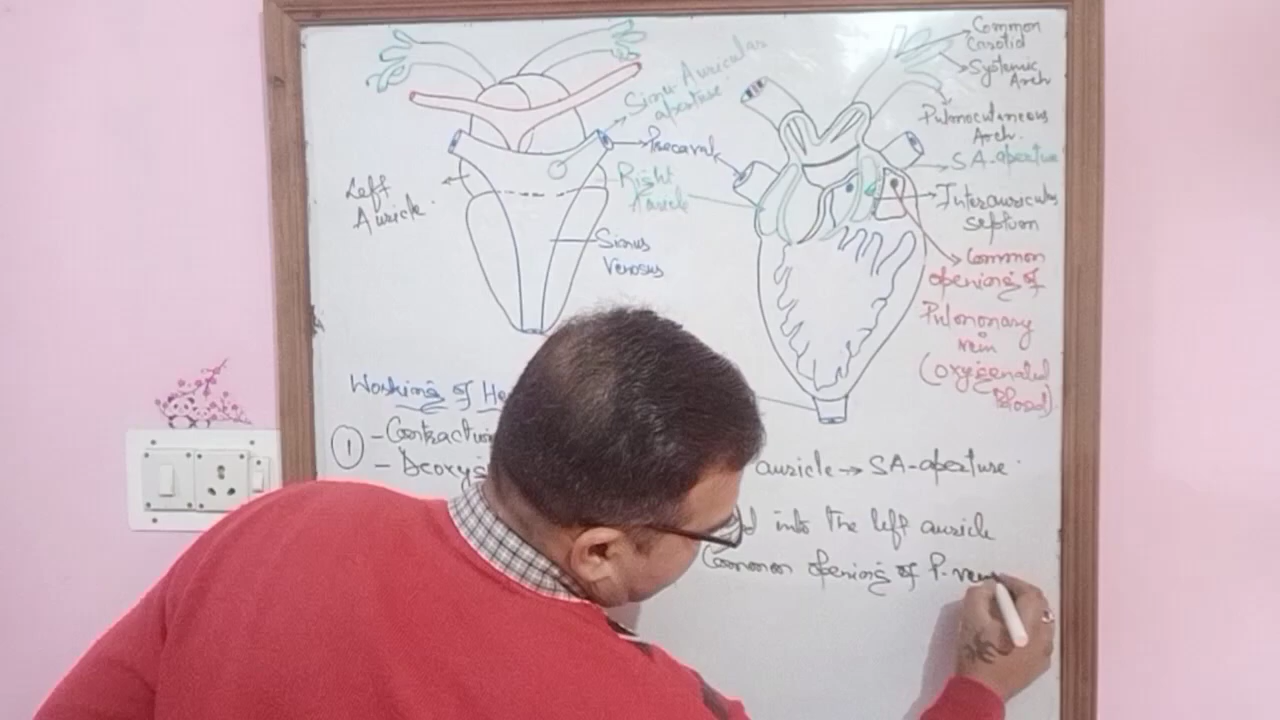 Sinu-Auricular
aperture
Precaval
Left
Auricle
Right
Auricle
Sinus
Venosus
Common
Carotid
Systemic
Arch
Pulmocutaneous
Arch.
SA-aperture
Interauricular
septum
Common
opening of
Pulmonary
vein
(oxygenated
Blood)
Working of He
1 - Contraction
- Deoxyg
auricle → SA-aperture
d into the left auricle
Common opening of P.vein